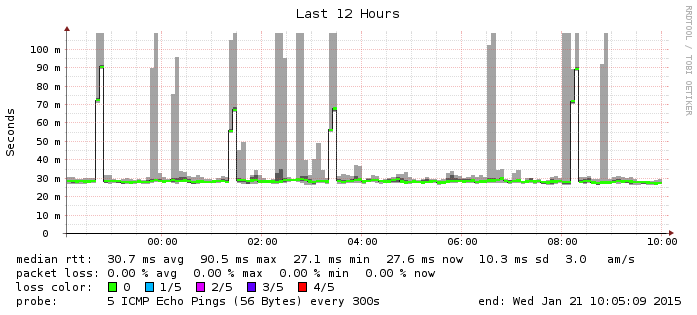 Last 12 Hours
RRDTOOL / TOBI OETIKER
Seconds
100 m
90 m
80 m
70 m
60 m
50 m
40 m
30 m
20 m
10 m
0
00:00 02:00 04:00 06:00 08:00 10:00
median rtt: 30.7 ms avg 90.5 ms max 27.1 ms min 27.6 ms now 10.3 ms sd 3.0 am/s
packet loss: 0.00 % avg 0.00 % max 0.00 % min 0.00 % now
loss color: 0 1/5 2/5 3/5 4/5
probe: 5 ICMP Echo Pings (56 Bytes) every 300s end: Wed Jan 21 10:05:09 2015